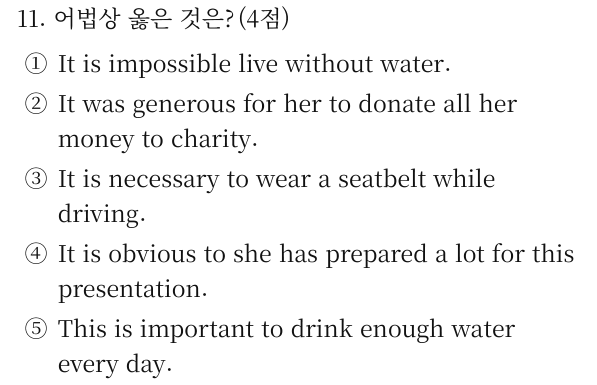 11. 어법상 옳은 것은? (4점)
① It is impossible live without water.
② It was generous for her to donate all her
money to charity.
③ It is necessary to wear a seatbelt while
driving.
④ It is obvious to she has prepared a lot for this
presentation.
⑤ This is important to drink enough water
every day.